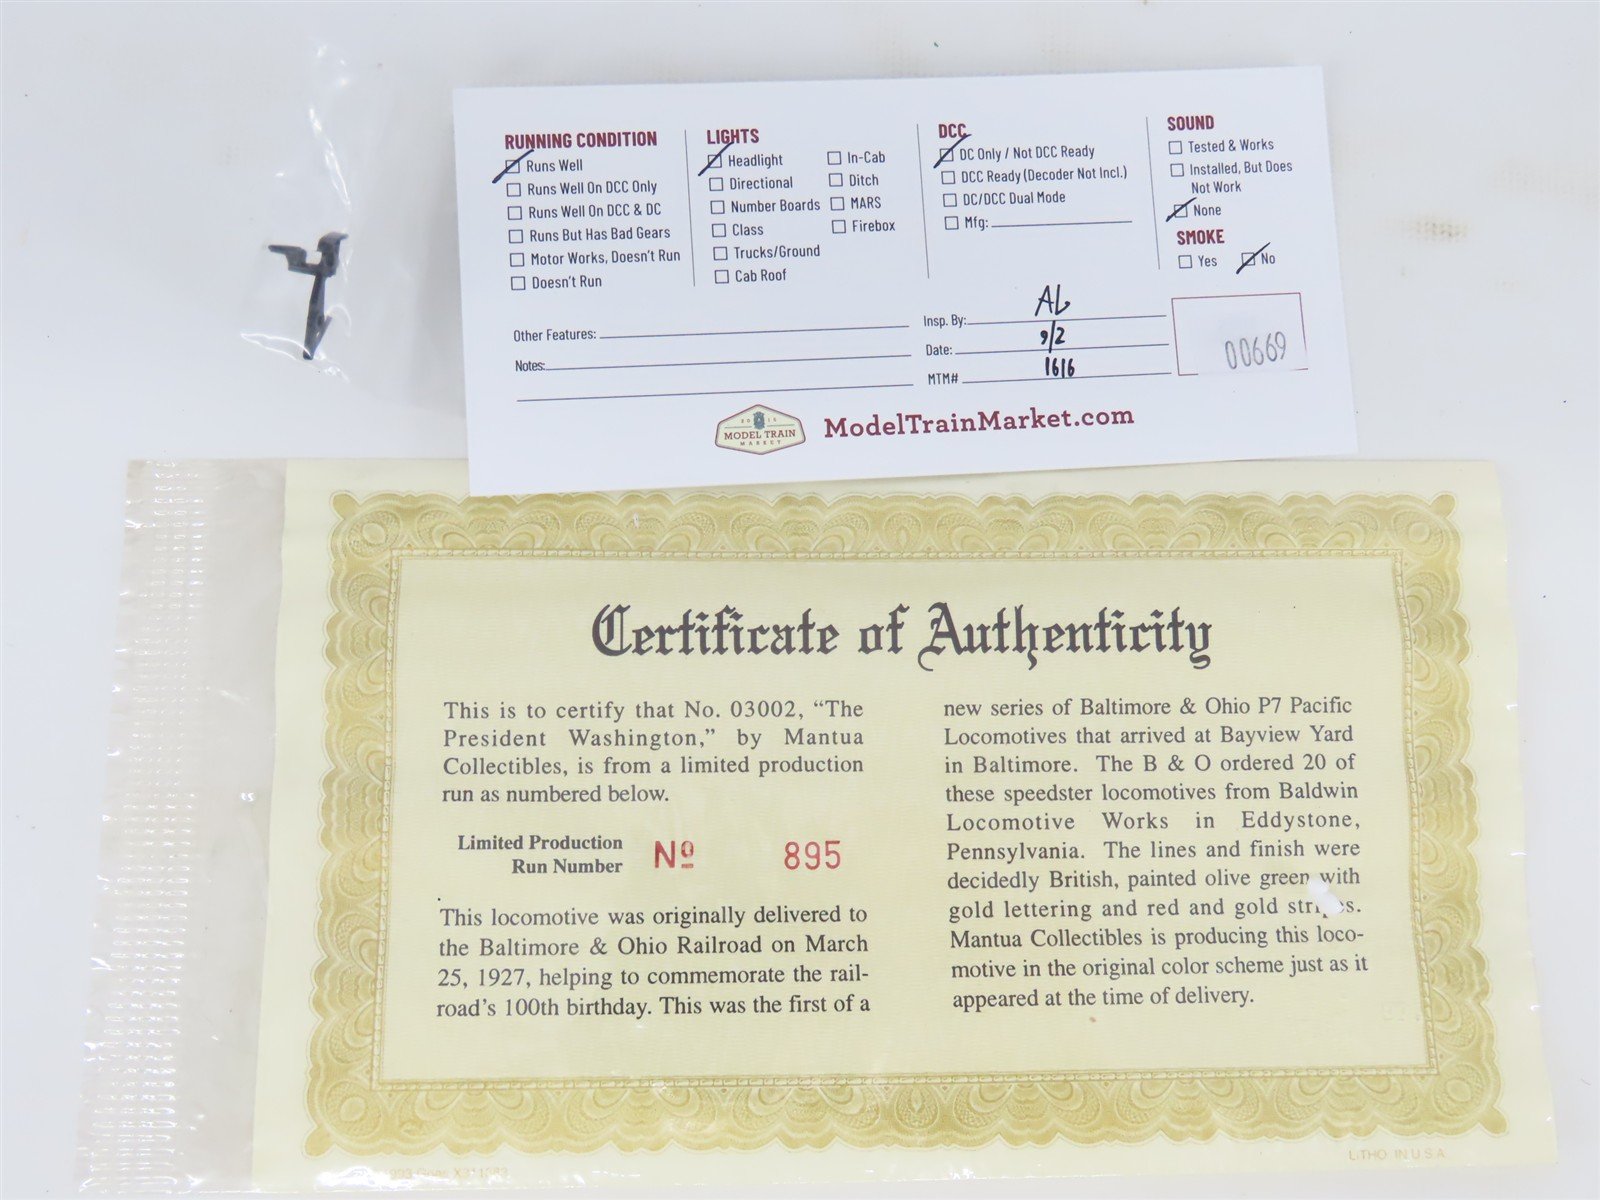 RUNNING CONDITION
Runs Well
Runs Well On DCC Only
Runs Well On DCC & DC
Runs But Has Bad Gears
Motor Works, Doesn't Run
Doesn't Run
LIGHTS
Headlight
Directional
Number Boards
Class
Trucks/Ground
Cab Roof
In-Cab
Ditch
MARS
Firebox
DCC
DC Only / Not DCC Ready
DCC Ready (Decoder Not Incl.)
DC/DCC Dual Mode
Mfg:
SOUND
Tested & Works
Installed, But Does
Not Work
None
SMOKE
Yes No
Other Features:
Notes:
Insp. By: AL
Date: 9/2
MTM# 1616
00669
MODEL TRAIN
MARKET
ModelTrainMarket.com
Certificate of Authenticity
This is to certify that No. 03002, “The
President Washington,” by Mantua
Collectibles, is from a limited production
run as numbered below.
Limited Production
Run Number
Nº 895
This locomotive was originally delivered to
the Baltimore & Ohio Railroad on March
25, 1927, helping to commemorate the rail-
road’s 100th birthday. This was the first of a
new series of Baltimore & Ohio P7 Pacific
Locomotives that arrived at Bayview Yard
in Baltimore. The B & O ordered 20 of
these speedster locomotives from Baldwin
Locomotive Works in Eddystone,
Pennsylvania. The lines and finish were
decidedly British, painted olive green with
gold lettering and red and gold stripes.
Mantua Collectibles is producing this loco-
motive in the original color scheme just as it
appeared at the time of delivery.
LITHO IN U.S.A.